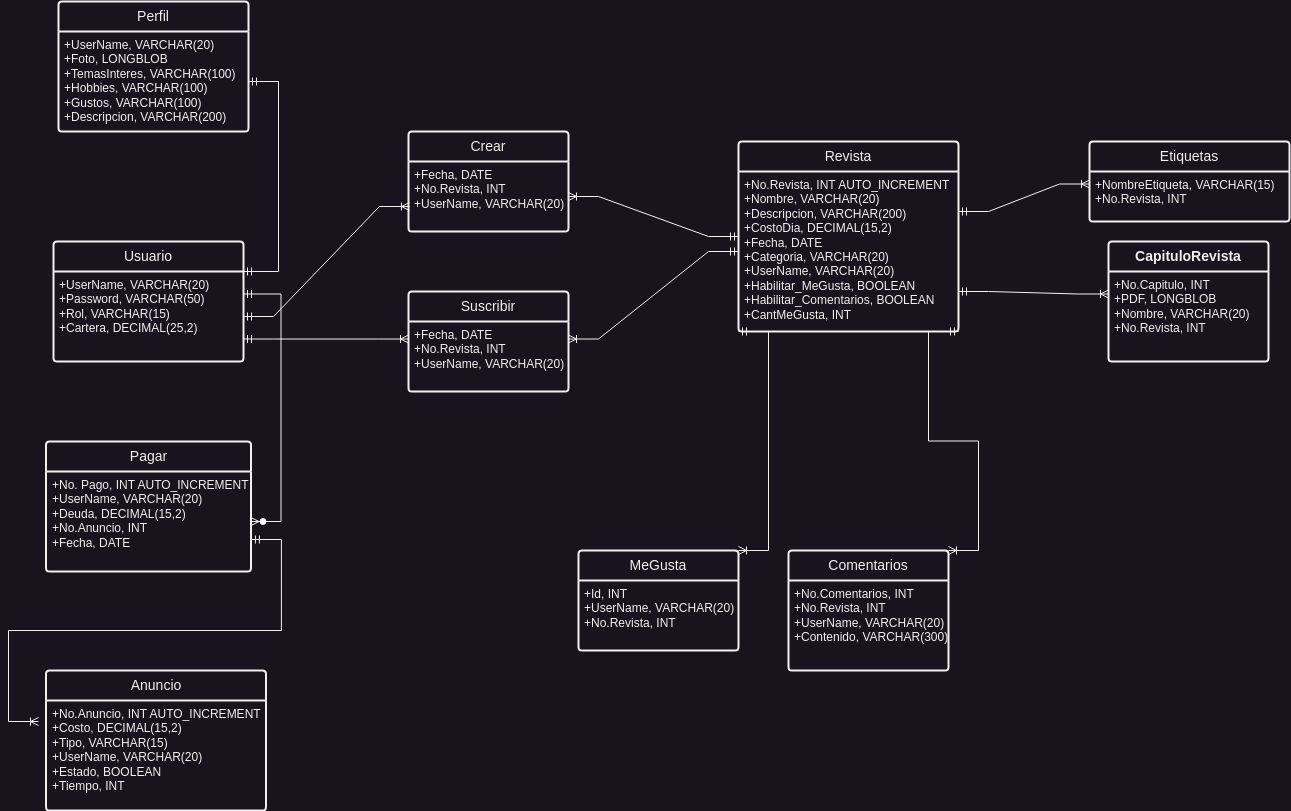 Perfil
+UserName, VARCHAR(20)
+Foto, LONGBLOB
+TemasInteres, VARCHAR(100)
+Hobbies, VARCHAR(100)
+Gustos, VARCHAR(100)
+Descripcion, VARCHAR(200)
Usuario
+UserName, VARCHAR(20)
+Password, VARCHAR(50)
+Rol, VARCHAR(15)
+Cartera, DECIMAL(25,2)
Pagar
+No. Pago, INT AUTO_INCREMENT
+UserName, VARCHAR(20)
+Deuda, DECIMAL(15,2)
+No.Anuncio, INT
+Fecha, DATE
Anuncio
+No.Anuncio, INT AUTO_INCREMENT
+Costo, DECIMAL(15,2)
+Tipo, VARCHAR(15)
+UserName, VARCHAR(20)
+Estado, BOOLEAN
+Tiempo, INT
Crear
+Fecha, DATE
+No.Revista, INT
+UserName, VARCHAR(20)
Suscribir
+Fecha, DATE
+No.Revista, INT
+UserName, VARCHAR(20)
Revista
+No.Revista, INT AUTO_INCREMENT
+Nombre, VARCHAR(20)
+Descripcion, VARCHAR(200)
+CostoDia, DECIMAL(15,2)
+Fecha, DATE
+Categoria, VARCHAR(20)
+UserName, VARCHAR(20)
+Habilitar_MeGusta, BOOLEAN
+Habilitar_Comentarios, BOOLEAN
+CantMeGusta, INT
Etiquetas
+NombreEtiqueta, VARCHAR(15)
+No.Revista, INT
CapituloRevista
+No.Capitulo, INT
+PDF, LONGBLOB
+Nombre, VARCHAR(20)
+No.Revista, INT
MeGusta
+Id, INT
+UserName, VARCHAR(20)
+No.Revista, INT
Comentarios
+No.Comentarios, INT
+No.Revista, INT
+UserName, VARCHAR(20)
+Contenido, VARCHAR(300)